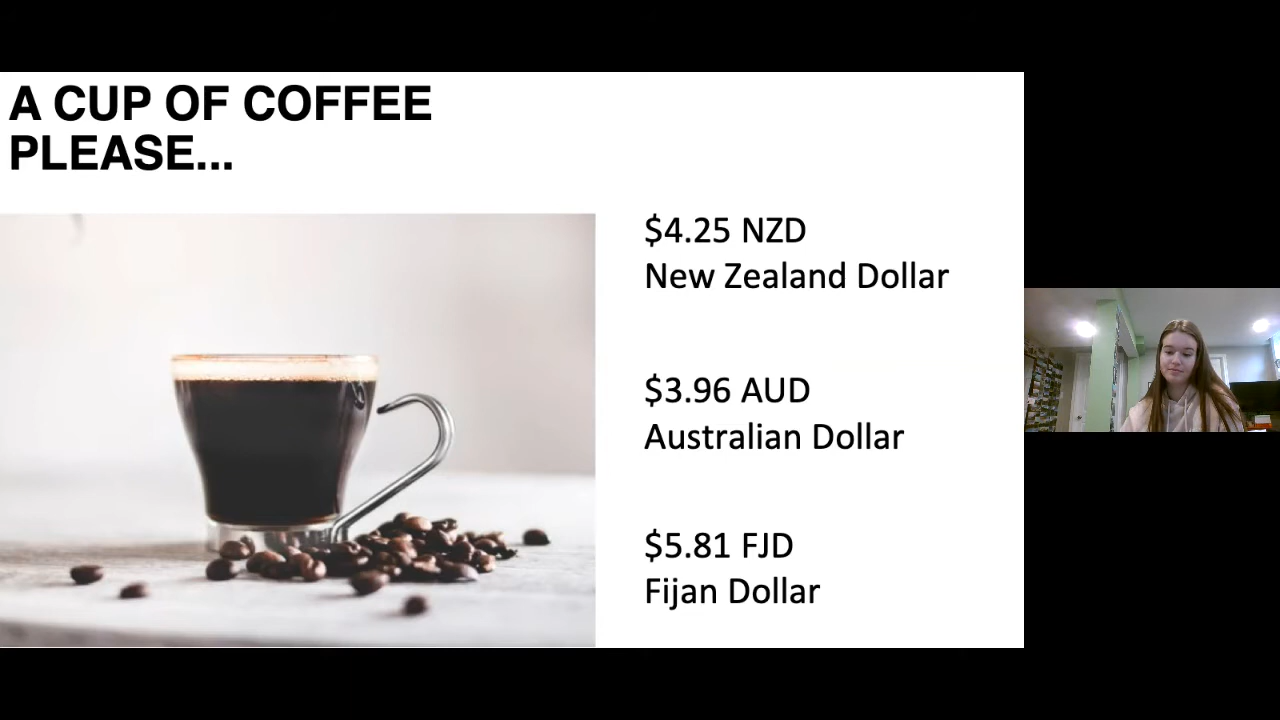 A CUP OF COFFEE
PLEASE...
$4.25 NZD
New Zealand Dollar
$3.96 AUD
Australian Dollar
$5.81 FJD
Fijan Dollar